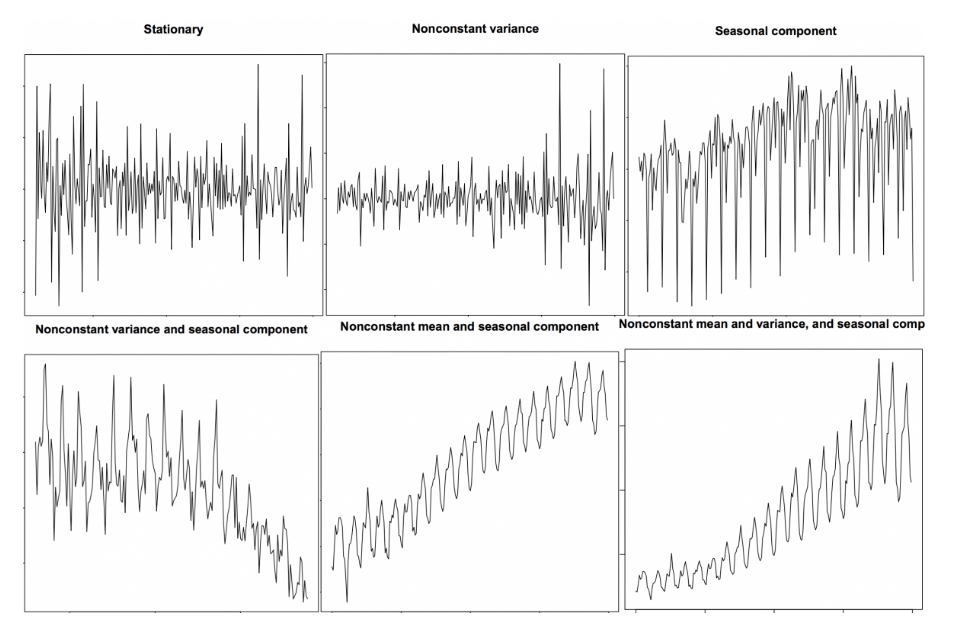 Stationary
Nonconstant variance
Seasonal component
Nonconstant variance and seasonal component
Nonconstant mean and seasonal component
Nonconstant mean and variance, and seasonal comp